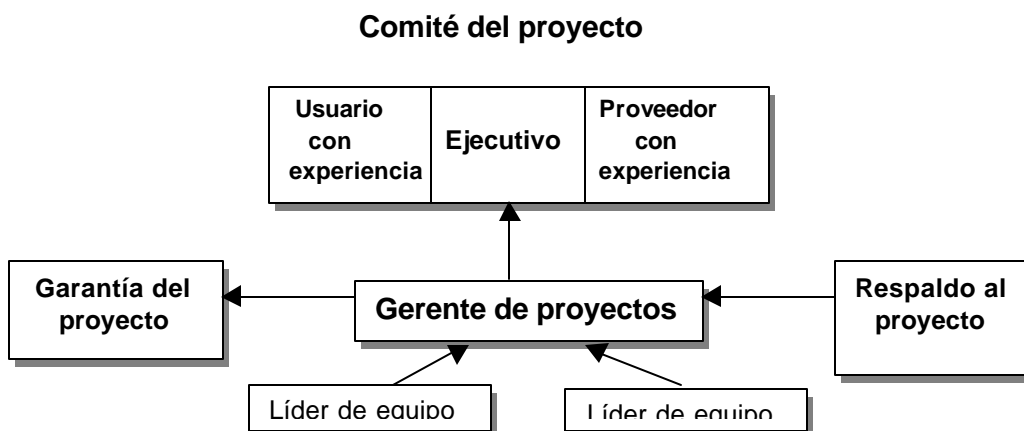 Comité del proyecto
Usuario
con
experiencia
Ejecutivo
Proveedor
con
experiencia
Garantía del
proyecto
Gerente de proyectos
Respaldo al
proyecto
Líder de equipo
Líder de equipo